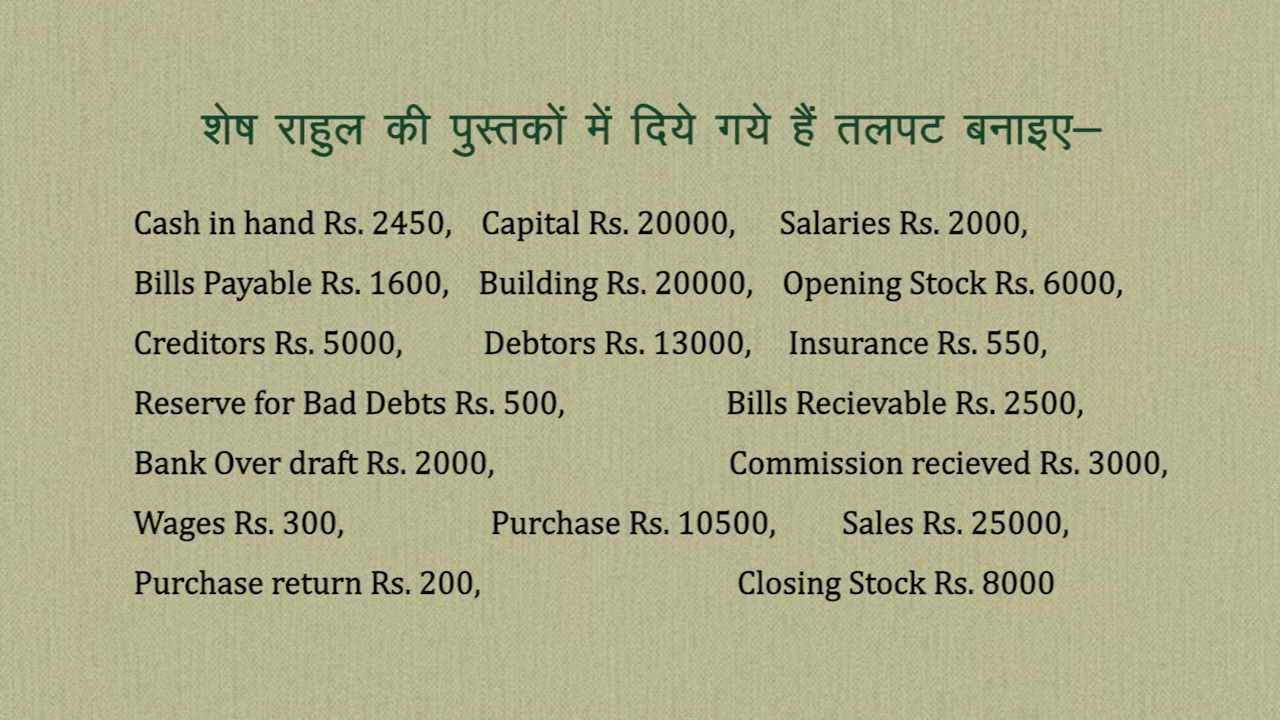 शेष राहुल की पुस्तकों में दिये गये हैं तलपट बनाइए–
Cash in hand Rs. 2450, Capital Rs. 20000, Salaries Rs. 2000,
Bills Payable Rs. 1600, Building Rs. 20000, Opening Stock Rs. 6000,
Creditors Rs. 5000, Debtors Rs. 13000, Insurance Rs. 550,
Reserve for Bad Debts Rs. 500, Bills Recievable Rs. 2500,
Bank Over draft Rs. 2000, Commission recieved Rs. 3000,
Wages Rs. 300, Purchase Rs. 10500, Sales Rs. 25000,
Purchase return Rs. 200, Closing Stock Rs. 8000